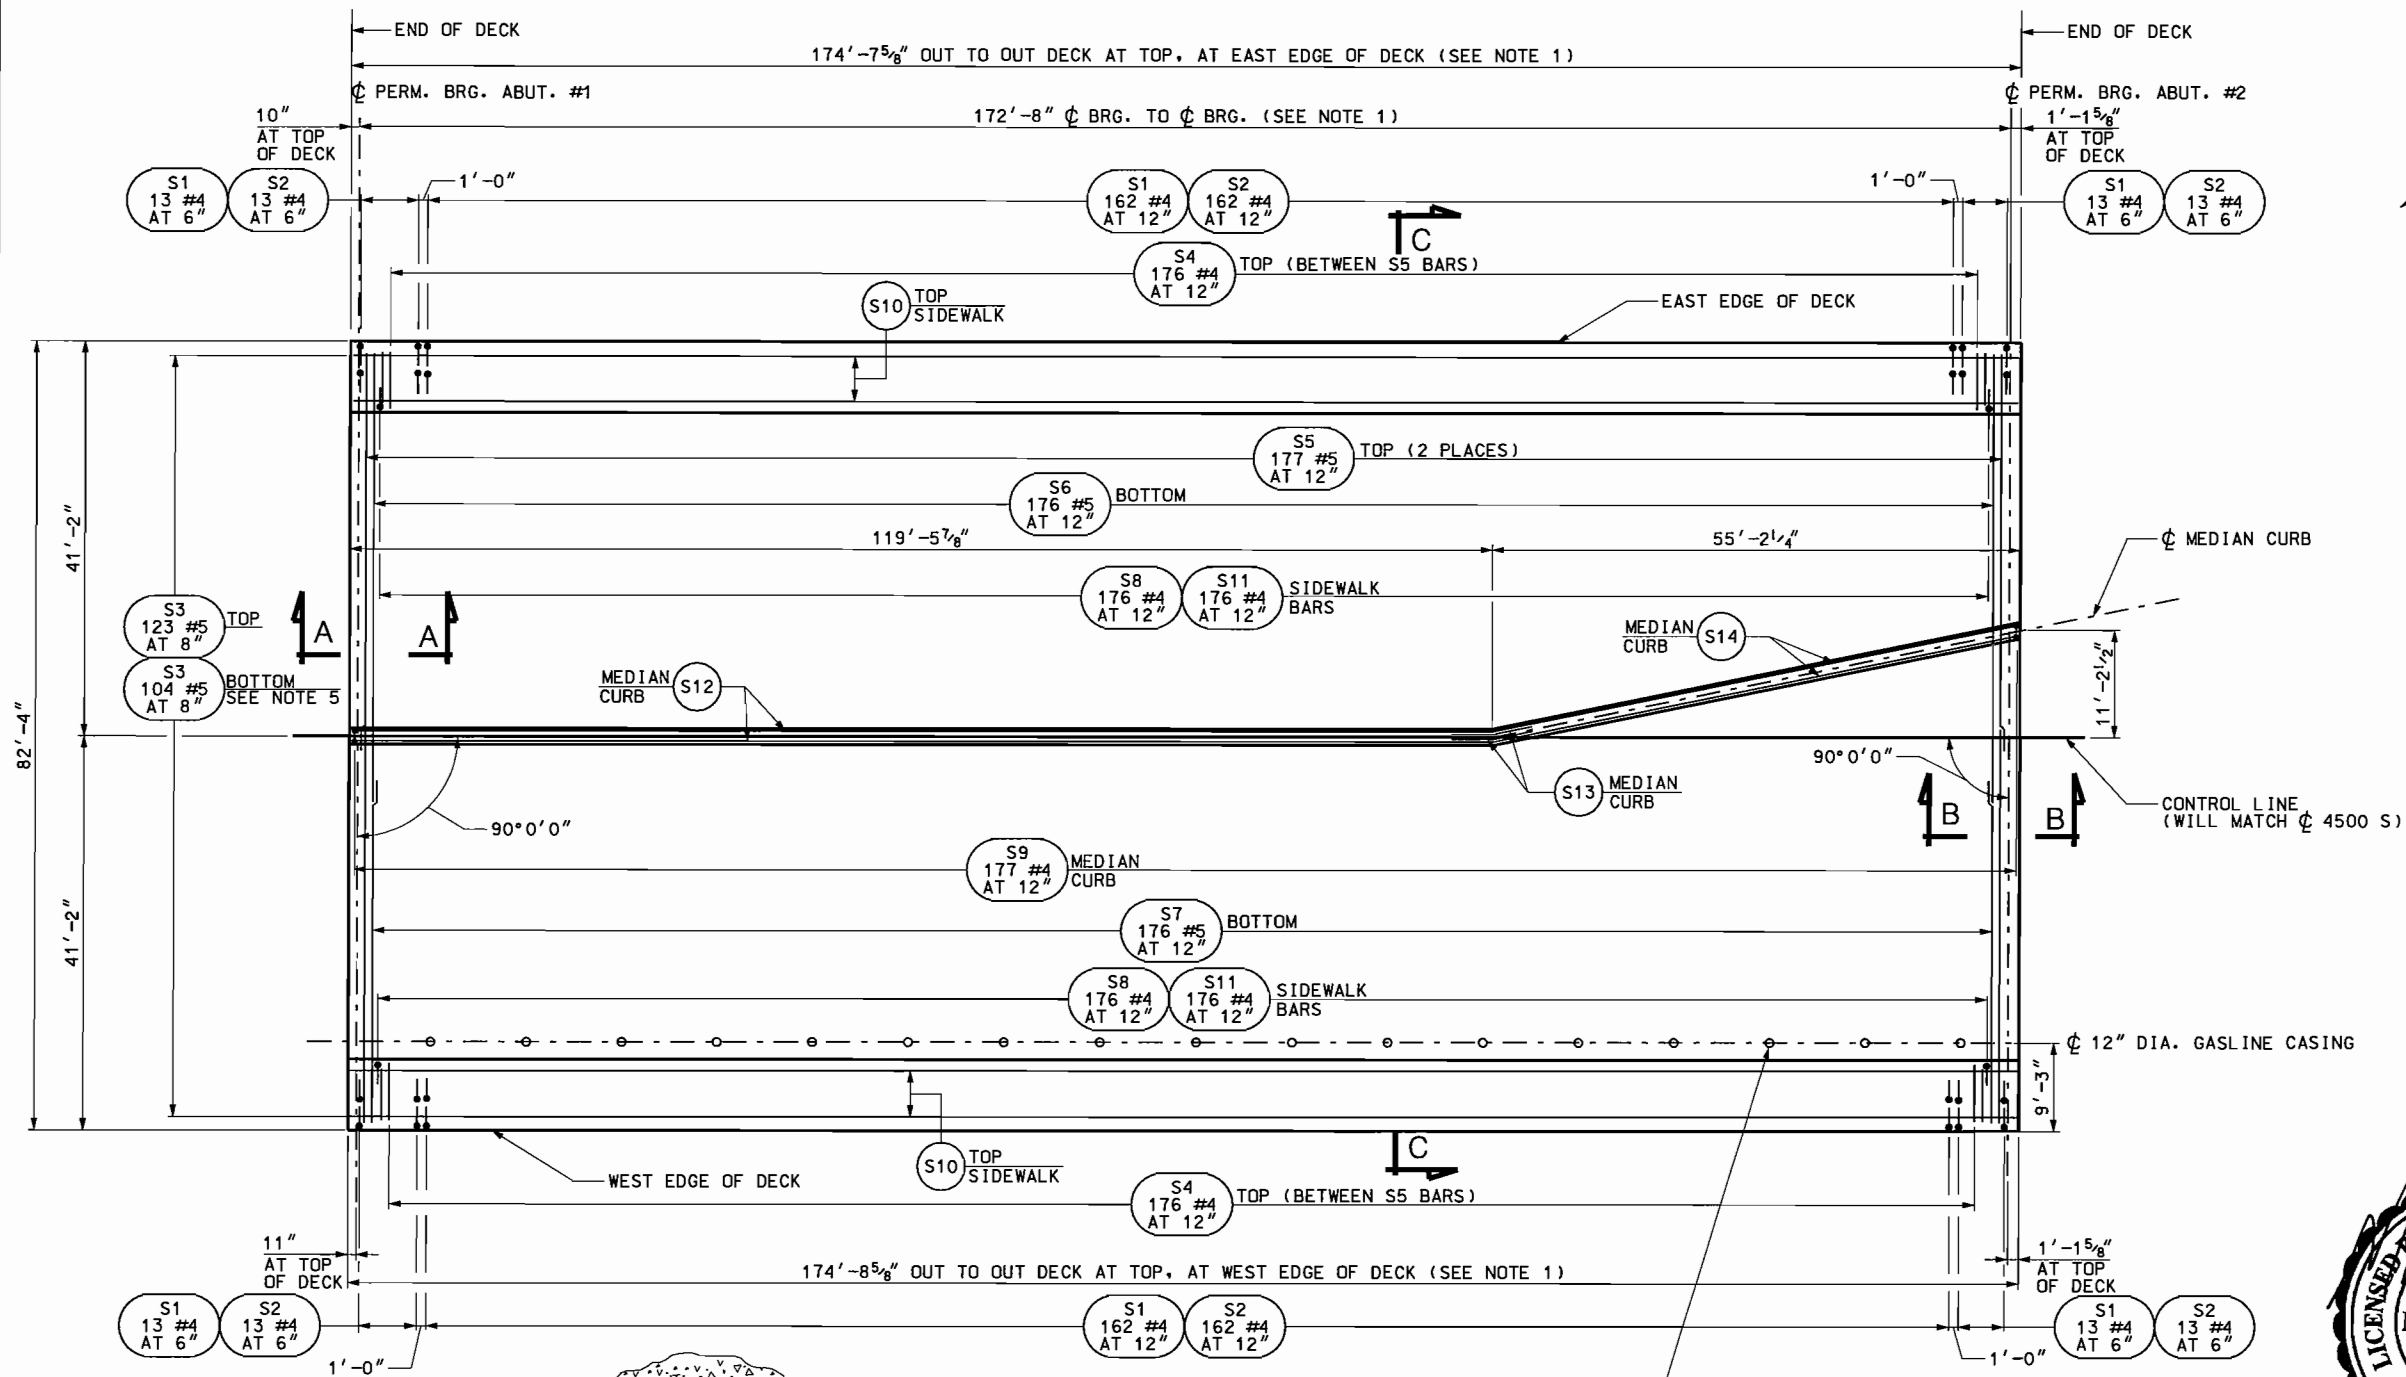 END OF DECK
END OF DECK
174'-7⅝" OUT TO OUT DECK AT TOP, AT EAST EDGE OF DECK (SEE NOTE 1)
℄ PERM. BRG. ABUT. #1
℄ PERM. BRG. ABUT. #2
172'-8" ℄ BRG. TO ℄ BRG. (SEE NOTE 1)
10"
AT TOP
OF DECK
1'-1⅝"
AT TOP
OF DECK
S1
13 #4
AT 6"
S2
13 #4
AT 6"
1'-0"
S1
162 #4
AT 12"
S2
162 #4
AT 12"
1'-0"
S1
13 #4
AT 6"
S2
13 #4
AT 6"
C
S4
176 #4
AT 12"
TOP (BETWEEN S5 BARS)
S10
TOP
SIDEWALK
EAST EDGE OF DECK
S5
177 #5
AT 12"
TOP (2 PLACES)
S6
176 #5
AT 12"
BOTTOM
119'-5⅞"
55'-2¼"
℄ MEDIAN CURB
41'-2"
S8
176 #4
AT 12"
S11
176 #4
AT 12"
SIDEWALK
BARS
S3
123 #5
AT 8"
TOP
A
A
MEDIAN
CURB
S14
S3
104 #5
AT 8"
BOTTOM
SEE NOTE 5
MEDIAN
CURB
S12
11'-2½"
82'-4"
90°0'0"
S13
MEDIAN
CURB
90°0'0"
B
B
CONTROL LINE
(WILL MATCH ℄ 4500 S)
S9
177 #4
AT 12"
MEDIAN
CURB
41'-2"
S7
176 #5
AT 12"
BOTTOM
S8
176 #4
AT 12"
S11
176 #4
AT 12"
SIDEWALK
BARS
℄ 12" DIA. GASLINE CASING
9'-3"
WEST EDGE OF DECK
S10
TOP
SIDEWALK
C
S4
176 #4
AT 12"
TOP (BETWEEN S5 BARS)
11"
AT TOP
OF DECK
174'-8⅝" OUT TO OUT DECK AT TOP, AT WEST EDGE OF DECK (SEE NOTE 1)
1'-1⅝"
AT TOP
OF DECK
S1
13 #4
AT 6"
S2
13 #4
AT 6"
1'-0"
S1
162 #4
AT 12"
S2
162 #4
AT 12"
1'-0"
S1
13 #4
AT 6"
S2
13 #4
AT 6"
LICENSED